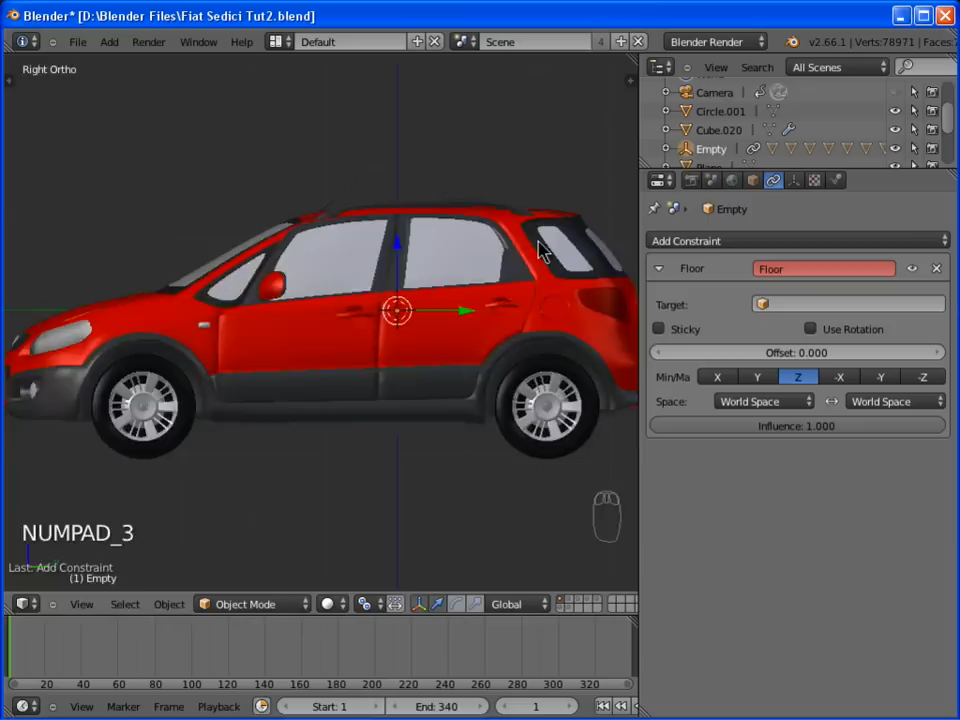 Blender* [D:\Blender Files\Fiat Sedici Tut2.blend]
File Add Render Window Help Default Scene 4 Blender Render v2.66.1 | Verts:78971 | Faces:7
Right Ortho
View Search All Scenes
Camera
Circle.001
Cube.020
Empty
Empty
Add Constraint
Floor Floor
Target:
Sticky Use Rotation
Offset: 0.000
Min/Ma X Y Z -X -Y -Z
Space: World Space World Space
Influence: 1.000
NUMPAD_3
Last: Add Constraint
(1) Empty
View Select Object Object Mode Global
20 40 60 80 100 120 140 160 180 200 220 240 260 280 300 320
View Marker Frame Playback Start: 1 End: 340 1